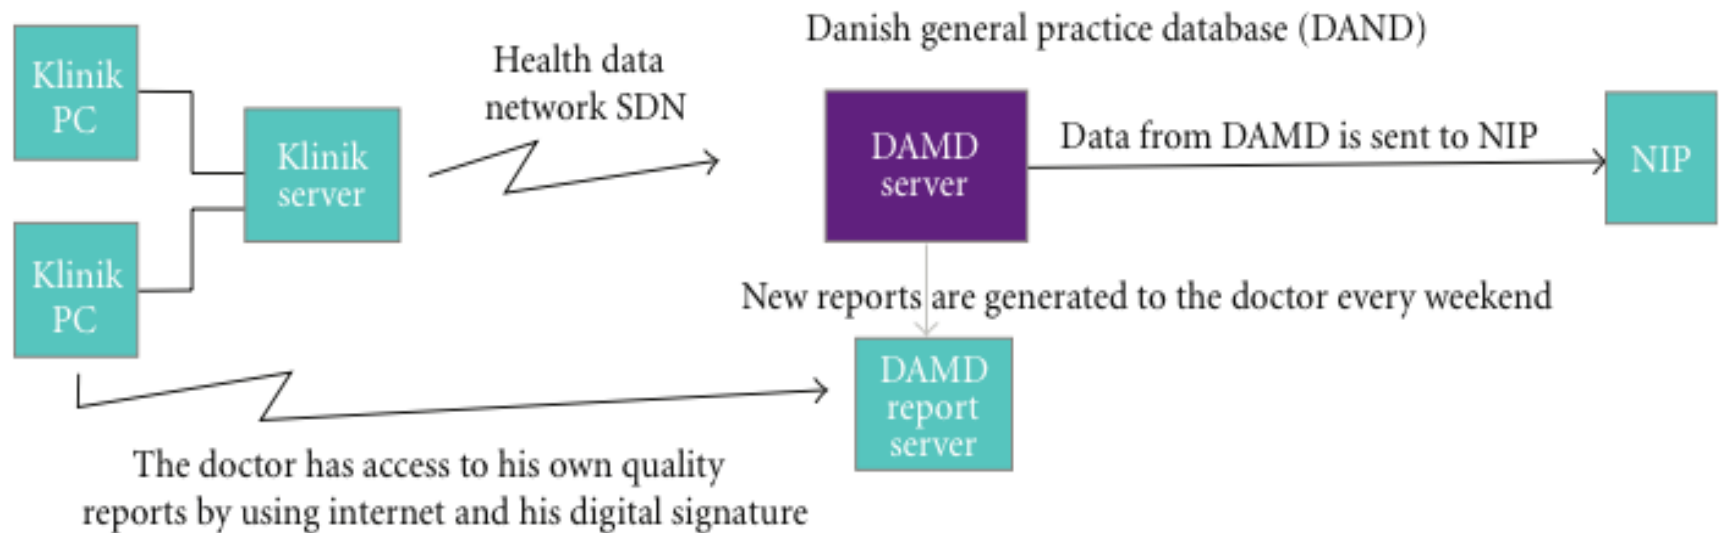 Klinik
PC
Klinik
PC
Klinik
server
Health data
network SDN
Danish general practice database (DAND)
DAMD
server
Data from DAMD is sent to NIP
NIP
New reports are generated to the doctor every weekend
DAMD
report
server
The doctor has access to his own quality
reports by using internet and his digital signature